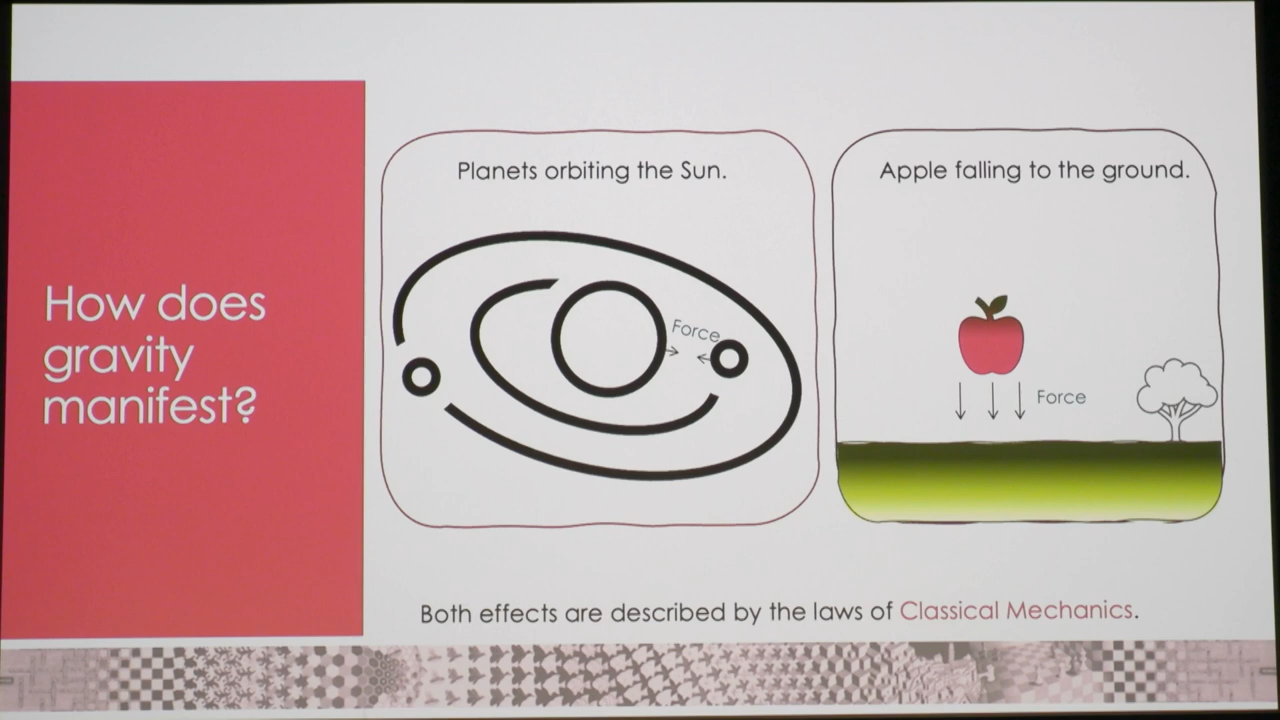 How does
gravity
manifest?
Planets orbiting the Sun.
Force
Apple falling to the ground.
Force
Both effects are described by the laws of Classical Mechanics.